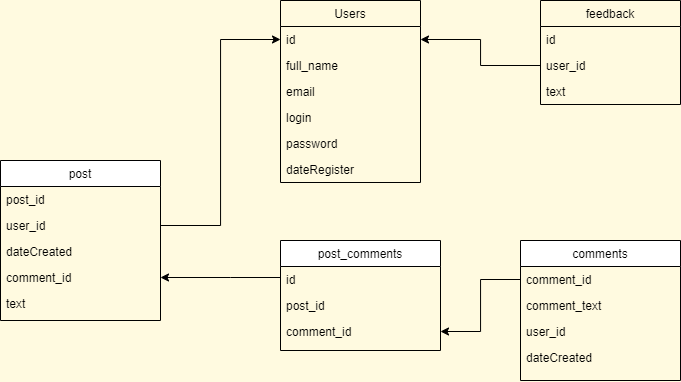 Users
id
full_name
email
login
password
dateRegister
feedback
id
user_id
text
post
post_id
user_id
dateCreated
comment_id
text
post_comments
id
post_id
comment_id
comments
comment_id
comment_text
user_id
dateCreated